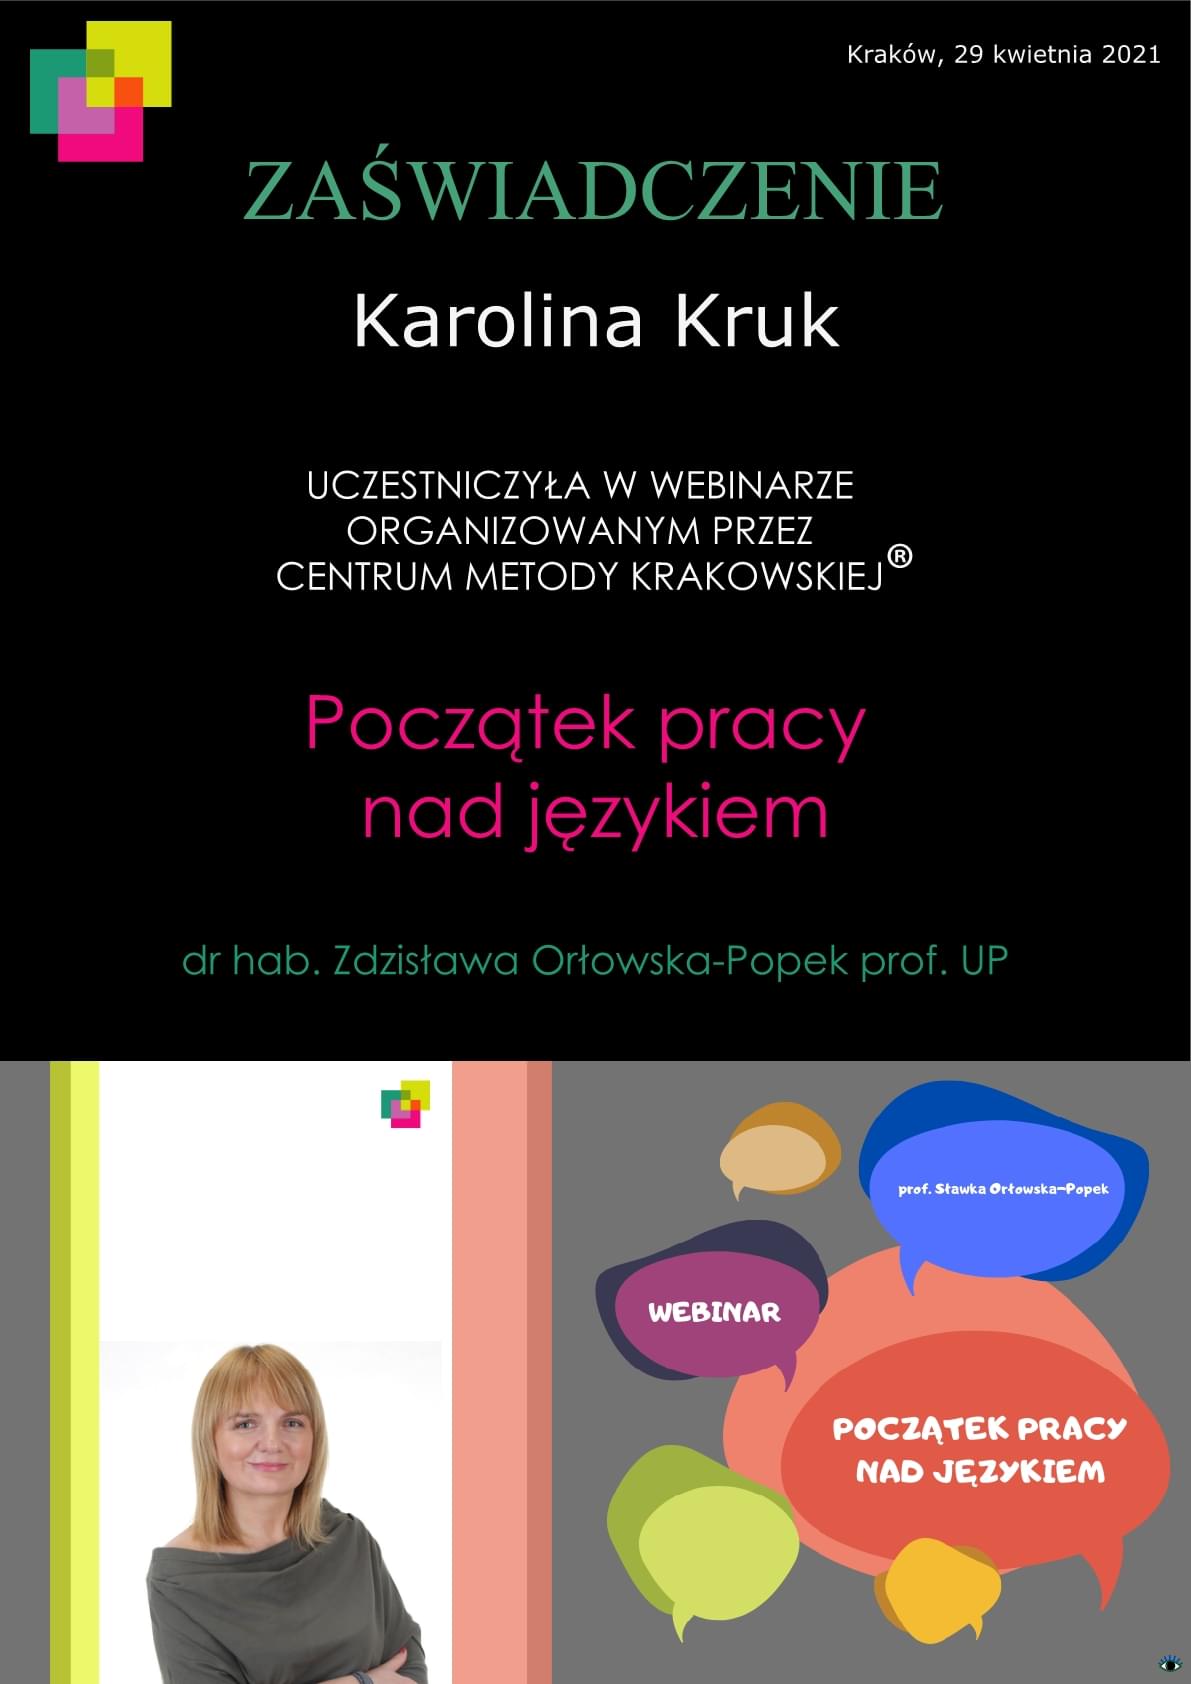 Kraków, 29 kwietnia 2021
ZAŚWIADCZENIE
Karolina Kruk
UCZESTNICZYŁA W WEBINARZE
ORGANIZOWANYM PRZEZ
CENTRUM METODY KRAKOWSKIEJ®
Początek pracy
nad językiem
dr hab. Zdzisława Orłowska-Popek prof. UP
prof. Sławka Orłowska-Popek
WEBINAR
POCZĄTEK PRACY
NAD JĘZYKIEM